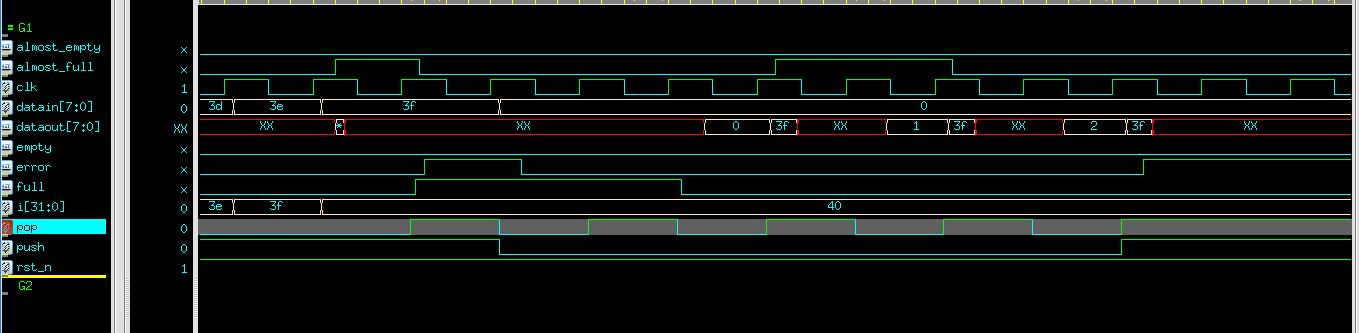 = G1
almost_empty x
almost_full x
clk 1
datain[7:0] 0 3d 3e 3f 0
dataout[7:0] XX XX * XX 0 3f XX 1 3f XX 2 3f XX
empty x
error x
full x
i[31:0] 0 3e 3f 40
pop 0
push 0
rst_n 1
G2